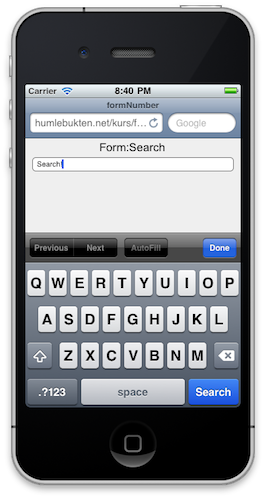 Carrier 8:40 PM
formNumber
humlebukten.net/kurs/f... Google
Form:Search
Search
Previous Next AutoFill Done
Q W E R T Y U I O P
A S D F G H J K L
Z X C V B N M
.?123 space Search